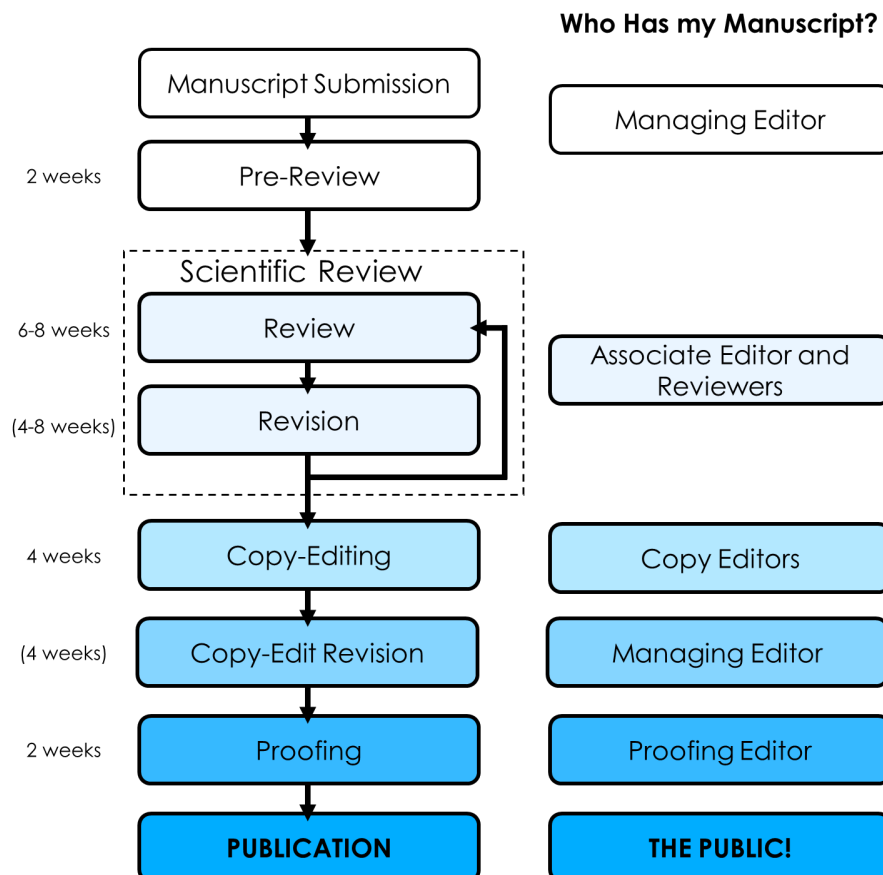 Who Has my Manuscript?
Manuscript Submission
Managing Editor
2 weeks
Pre-Review
Scientific Review
6-8 weeks
Review
Associate Editor and
Reviewers
(4-8 weeks)
Revision
4 weeks
Copy-Editing
Copy Editors
(4 weeks)
Copy-Edit Revision
Managing Editor
2 weeks
Proofing
Proofing Editor
PUBLICATION
THE PUBLIC!